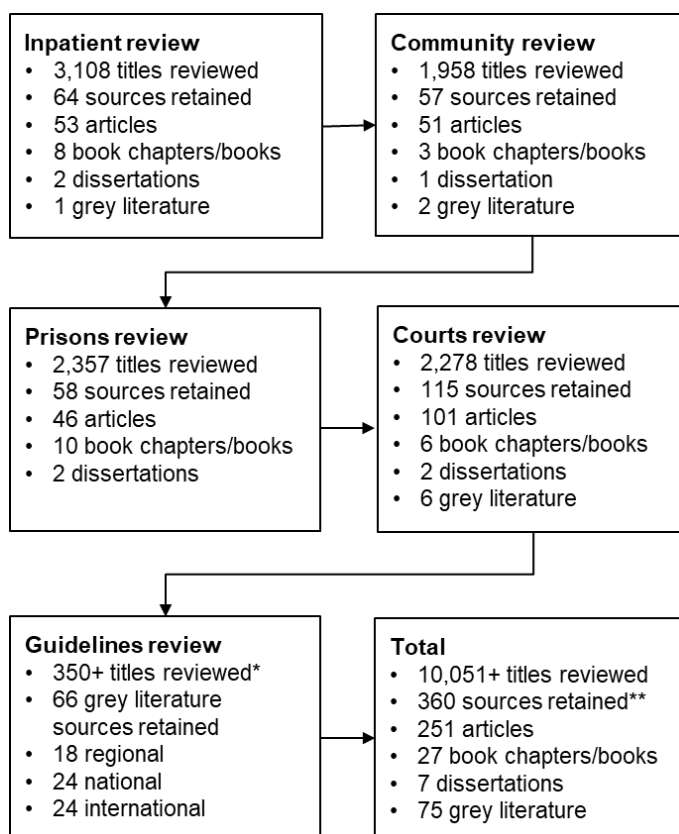 Inpatient review
• 3,108 titles reviewed
• 64 sources retained
• 53 articles
• 8 book chapters/books
• 2 dissertations
• 1 grey literature
Community review
• 1,958 titles reviewed
• 57 sources retained
• 51 articles
• 3 book chapters/books
• 1 dissertation
• 2 grey literature
Prisons review
• 2,357 titles reviewed
• 58 sources retained
• 46 articles
• 10 book chapters/books
• 2 dissertations
Courts review
• 2,278 titles reviewed
• 115 sources retained
• 101 articles
• 6 book chapters/books
• 2 dissertations
• 6 grey literature
Guidelines review
• 350+ titles reviewed*
• 66 grey literature
sources retained
• 18 regional
• 24 national
• 24 international
Total
• 10,051+ titles reviewed
• 360 sources retained**
• 251 articles
• 27 book chapters/books
• 7 dissertations
• 75 grey literature